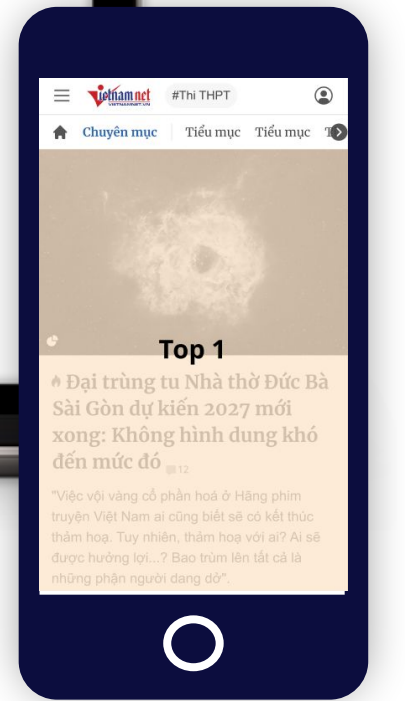 vietnamnet
VIETNAMNET.VN
#Thi THPT
Chuyên mục
Tiểu mục
Tiểu mục
Top 1
Đại trùng tu Nhà thờ Đức Bà
Sài Gòn dự kiến 2027 mới
xong: Không hình dung khó
đến mức đó
12
"Việc vội vàng cổ phần hoá ở Hãng phim
truyện Việt Nam ai cũng biết sẽ có kết thúc
thảm hoạ. Tuy nhiên, thảm hoạ với ai? Ai sẽ
được hưởng lợi...? Bao trùm lên tất cả là
những phận người dang dở".